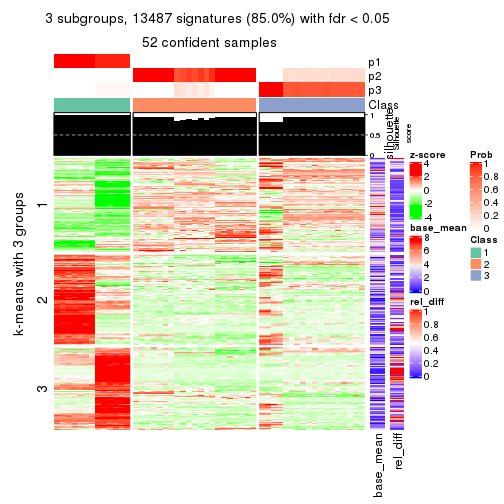 3 subgroups, 13487 signatures (85.0%) with fdr < 0.05
52 confident samples
p1
p2
p3
Class
1
0.5
0
silhouette
Silhouette
score
k-means with 3 groups
1
2
3
base_mean
rel_diff
z-score
4
2
0
-2
-4
base_mean
8
6
4
2
0
rel_diff
1
0.8
0.6
0.4
0.2
0
Prob
1
0.8
0.6
0.4
0.2
0
Class
1
2
3